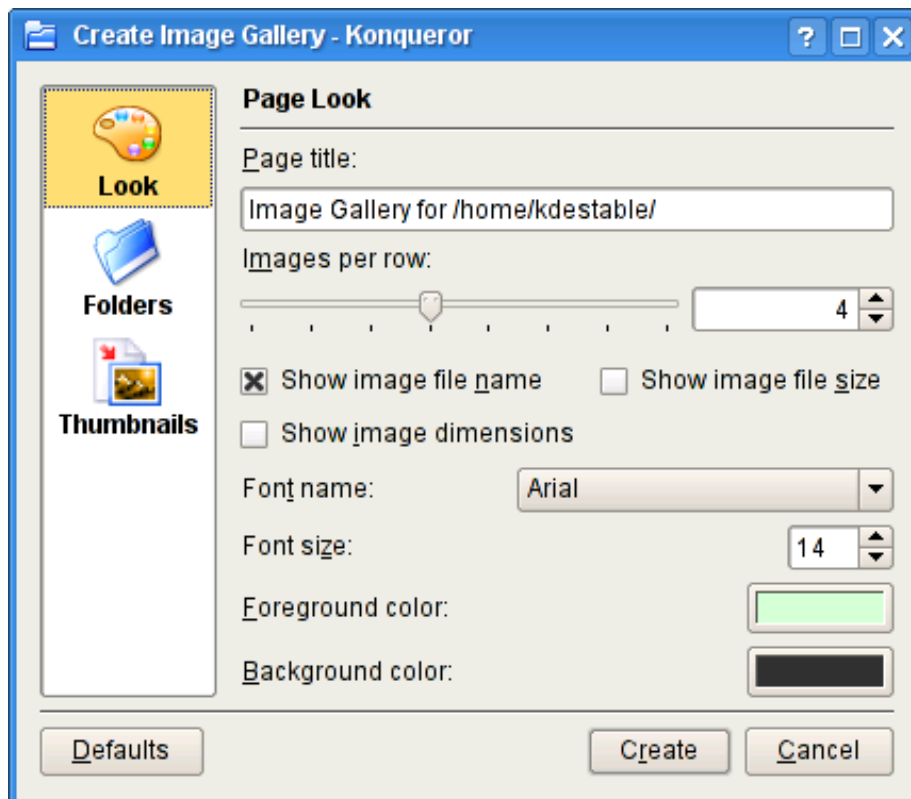 Create Image Gallery - Konqueror
?
Look
Folders
Thumbnails
Page Look
Page title:
Image Gallery for /home/kdestable/
Images per row:
4
Show image file name Show image file size
Show image dimensions
Font name: Arial
Font size: 14
Foreground color:
Background color:
Defaults Create Cancel